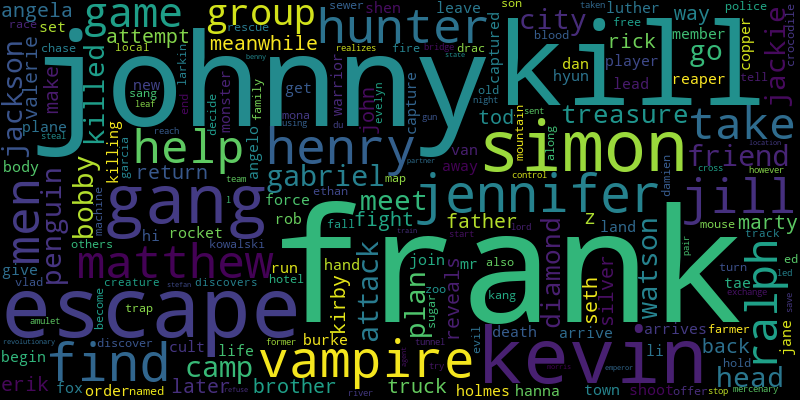 angela game group hunter sewer shen leave son luther way police taken
race set attempt rescue fire drac city free member
jackson valerie chase local meanwhile realizes captured rick player go copper jackie
plane make killed new larkin benny bridge state blood dan hyun lead reaper tell crocodile
johnny kill
steal leaf sang end decide get monster family warrior john evelyn old night sent mountain along treasure take
men body penguin bobby killing garcia help mona using du gun capture henry van away tod simon friend
machine return angelo gabriel reach partner map control jennifer cross however damien location jill
gang team force ethan meet father z land mouse marty
others hi rocket rob fall fight train start lord mr rick
matthew kowalski join also zoo diamond silver seth watson track pair ralph ed
give vlad creature discovers run hand attack plan sugar reveals kang tae turn led
escape frank
become trap hotel kirby evil exchange save jane
amulet stefan cult life former tunnel try death arrive arrives farmer
revolutionary discover vampire burke emperor li kevin back hold
begin find camp
erik fox order named later brother refuse truck river holmes hanna town shoot offer stop head mercenary